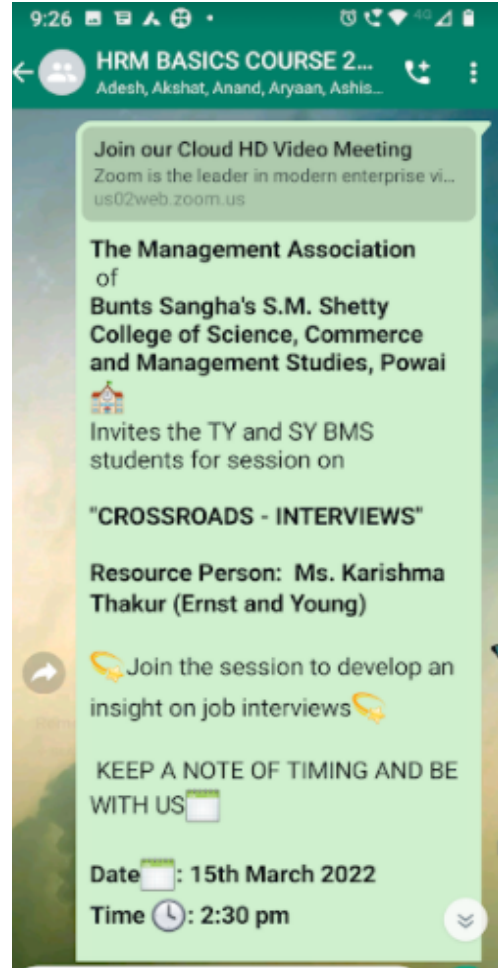 9:26
4G
HRM BASICS COURSE 2...
Adesh, Akshat, Anand, Aryaan, Ashis...
Join our Cloud HD Video Meeting
Zoom is the leader in modern enterprise vi...
us02web.zoom.us
The Management Association
of
Bunts Sangha's S.M. Shetty
College of Science, Commerce
and Management Studies, Powai
Invites the TY and SY BMS
students for session on
"CROSSROADS - INTERVIEWS"
Resource Person: Ms. Karishma
Thakur (Ernst and Young)
Join the session to develop an
insight on job interviews
KEEP A NOTE OF TIMING AND BE
WITH US
Date: 15th March 2022
Time: 2:30 pm